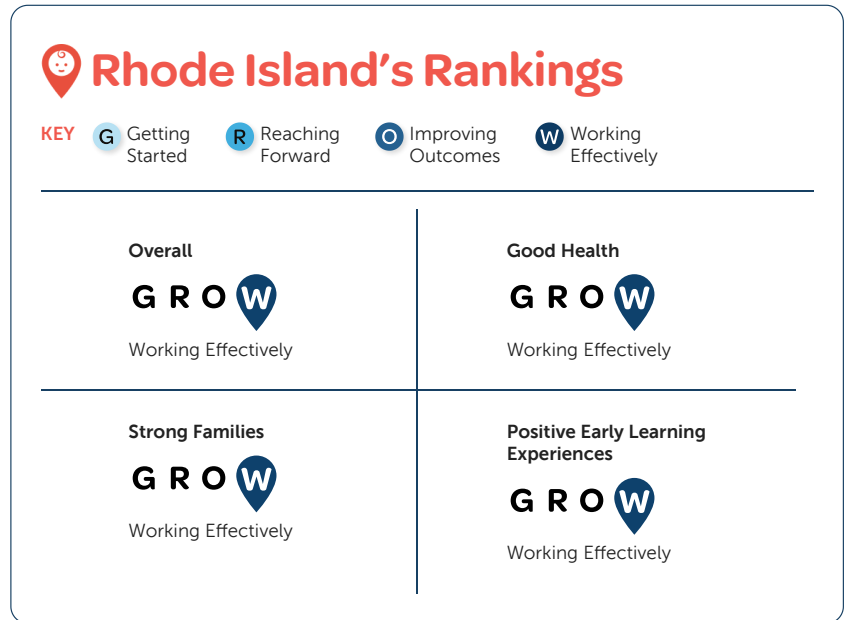 Rhode Island's Rankings
KEY G Getting Started R Reaching Forward O Improving Outcomes W Working Effectively
Overall
G R O W
Working Effectively
Good Health
G R O W
Working Effectively
Strong Families
G R O W
Working Effectively
Positive Early Learning
Experiences
G R O W
Working Effectively